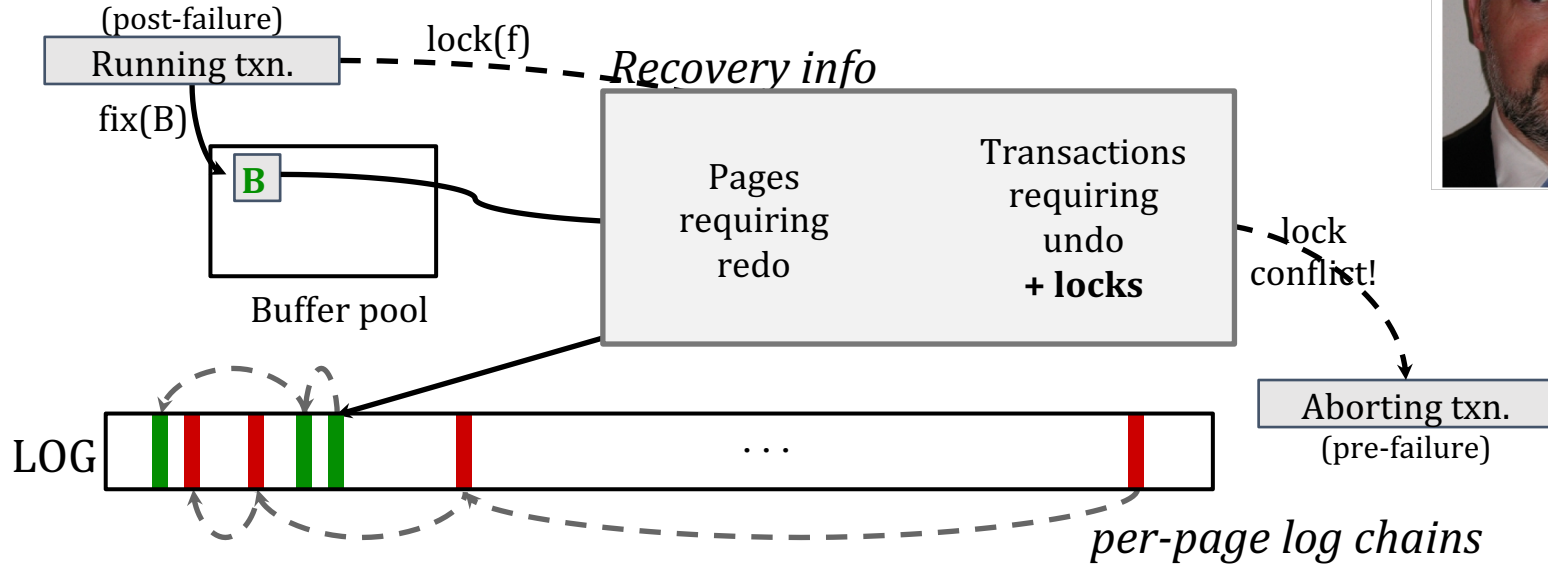 (post-failure)
Running txn.
lock(f)
Recovery info
fix(B)
B
Buffer pool
Pages
requiring
redo
Transactions
requiring
undo
+ locks
lock
conflict!
Aborting txn.
(pre-failure)
LOG
. . .
per-page log chains